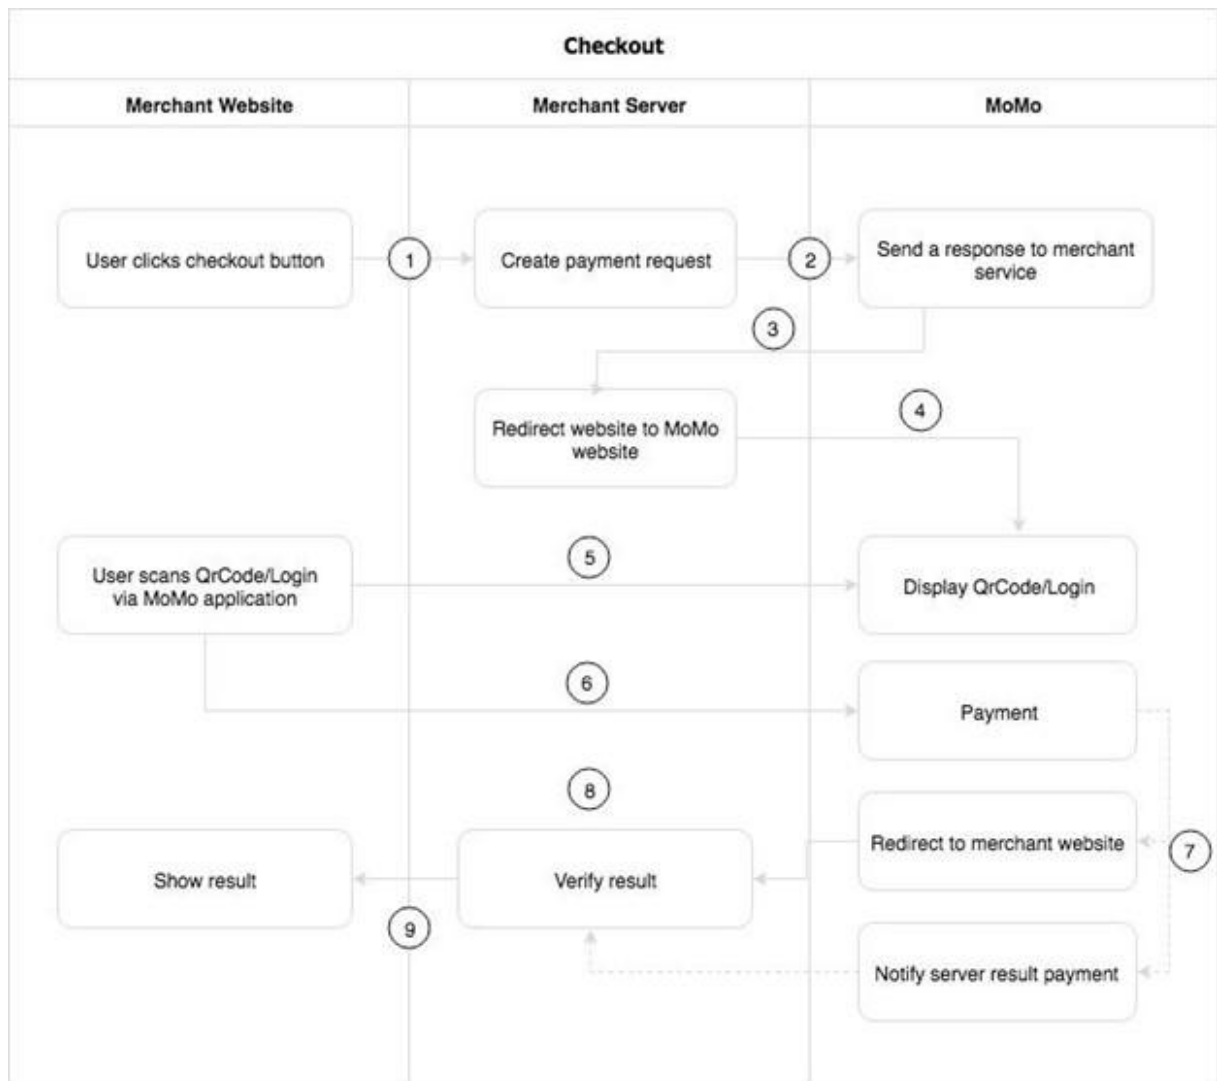 Checkout
Merchant Website
Merchant Server
MoMo
User clicks checkout button
1
Create payment request
2
Send a response to merchant
service
3
Redirect website to MoMo
website
4
User scans QrCode/Login
via MoMo application
5
Display QrCode/Login
6
Payment
8
Redirect to merchant website
7
Show result
Verify result
9
Notify server result payment